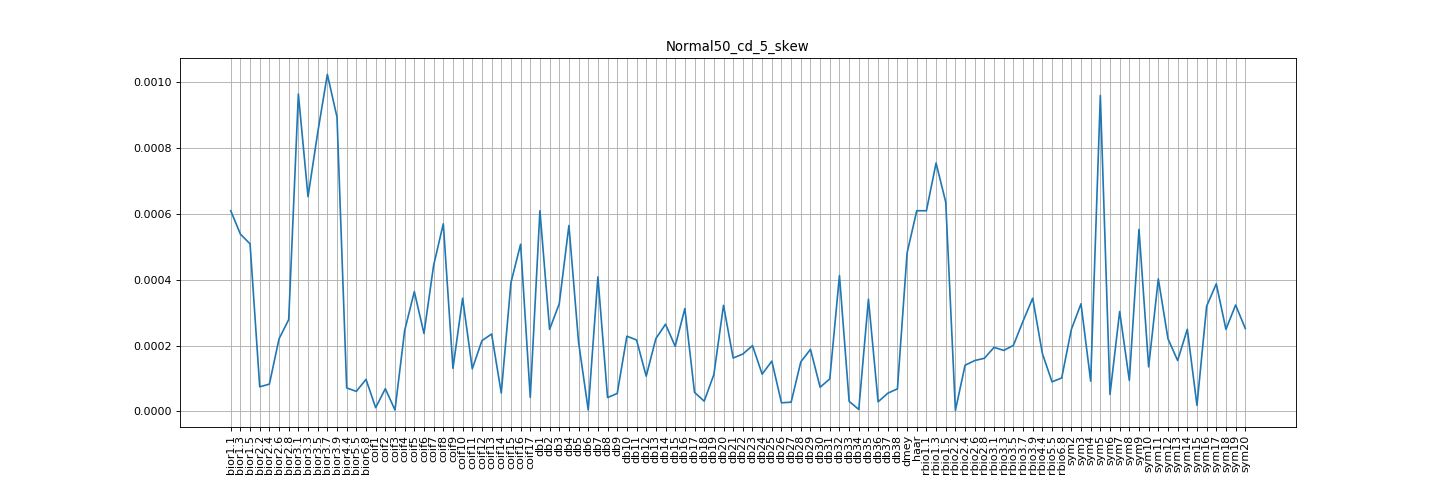 Normal50_cd_5_skew
0.0010
0.0008
0.0006
0.0004
0.0002
0.0000
bior1.1
bior1.3
bior1.5
bior2.2
bior2.4
bior2.6
bior2.8
bior3.1
bior3.3
bior3.5
bior3.7
bior3.9
bior4.4
bior5.5
bior6.8
coif1
coif2
coif3
coif4
coif5
coif6
coif7
coif8
coif9
coif10
coif11
coif12
coif13
coif14
coif15
coif16
coif17
db1
db2
db3
db4
db5
db6
db7
db8
db9
db10
db11
db12
db13
db14
db15
db16
db17
db18
db19
db20
db21
db22
db23
db24
db25
db26
db27
db28
db29
db30
db31
db32
db33
db34
db35
db36
db37
db38
dmey
haar
rbio1.1
rbio1.3
rbio1.5
rbio2.2
rbio2.4
rbio2.6
rbio2.8
rbio3.1
rbio3.3
rbio3.5
rbio3.7
rbio3.9
rbio4.4
rbio5.5
rbio6.8
sym2
sym3
sym4
sym5
sym6
sym7
sym8
sym9
sym10
sym11
sym12
sym13
sym14
sym15
sym16
sym17
sym18
sym19
sym20